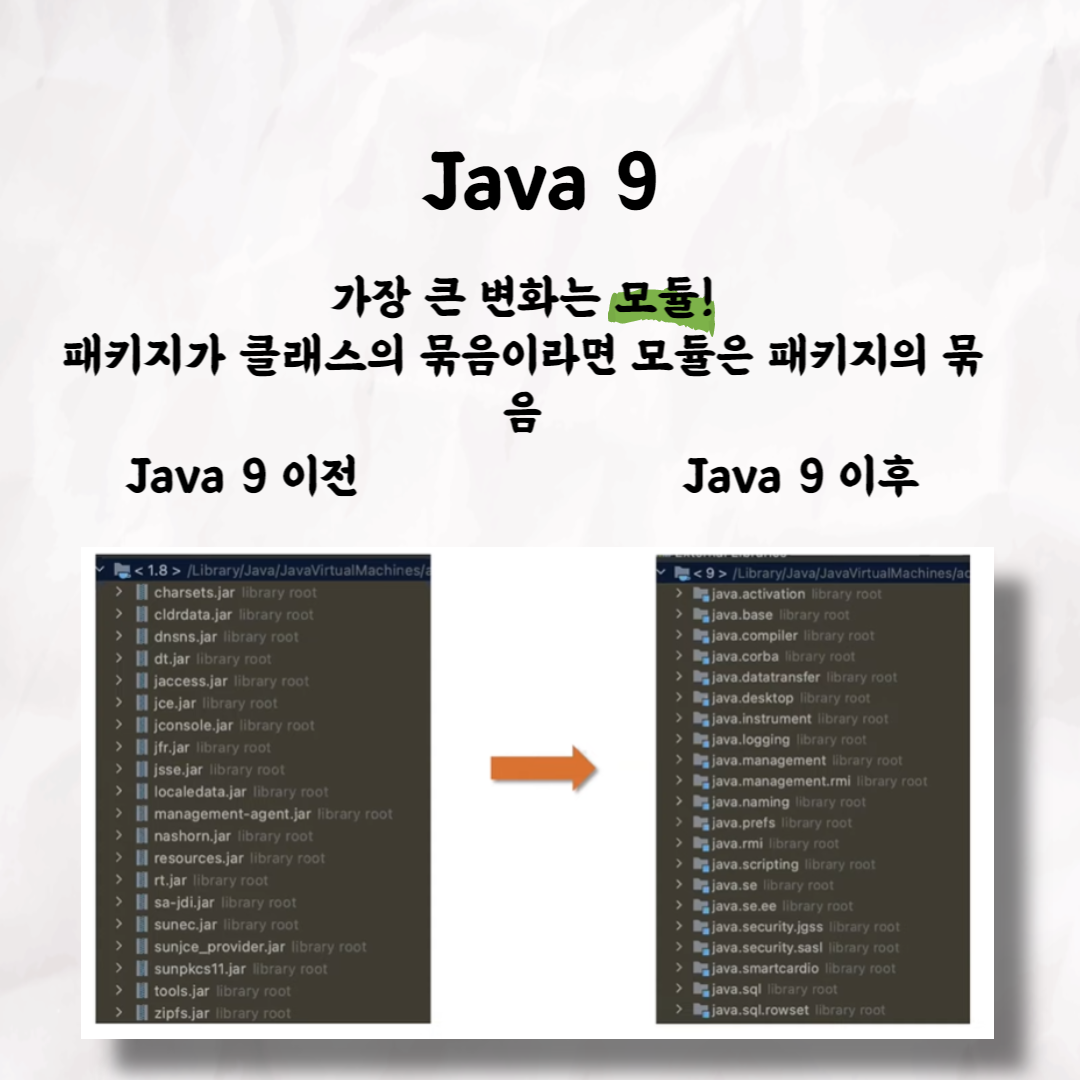 Java 9
가장 큰 변화는 모듈!
패키지가 클래스의 묶음이라면 모듈은 패키지의 묶
음
Java 9 이전
Java 9 이후
< 1.8 > /Library/Java/JavaVirtualMachines/a
charsets.jar library root
cldrdata.jar library root
dnsns.jar library root
dt.jar library root
jaccess.jar library root
jce.jar library root
jconsole.jar library root
jfr.jar library root
jsse.jar library root
localedata.jar library root
management-agent.jar library root
nashorn.jar library root
resources.jar library root
rt.jar library root
sa-jdi.jar library root
sunec.jar library root
sunjce_provider.jar library root
sunpkcs11.jar library root
tools.jar library root
zipfs.jar library root
< 9 > /Library/Java/JavaVirtualMachines/ad
java.activation library root
java.base library root
java.compiler library root
java.corba library root
java.datatransfer library root
java.desktop library root
java.instrument library root
java.logging library root
java.management library root
java.management.rmi library root
java.naming library root
java.prefs library root
java.rmi library root
java.scripting library root
java.se library root
java.se.ee library root
java.security.jgss library root
java.security.sasl library root
java.smartcardio library root
java.sql library root
java.sql.rowset library root